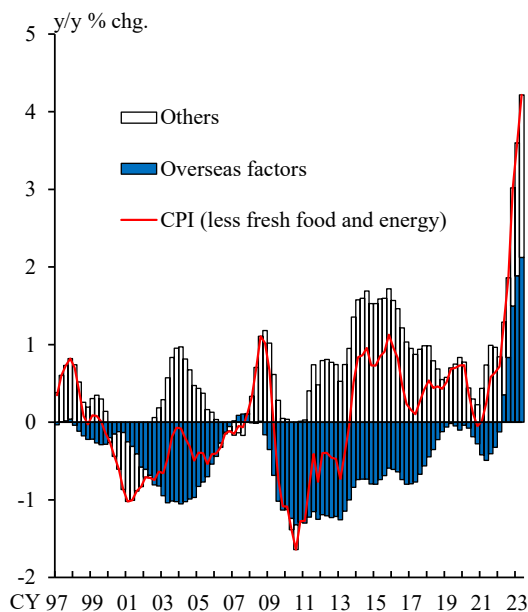 y/y % chg.
5
4
3
2
1
0
-1
-2
Others
Overseas factors
CPI (less fresh food and energy)
CY 97 99 01 03 05 07 09 11 13 15 17 19 21 23